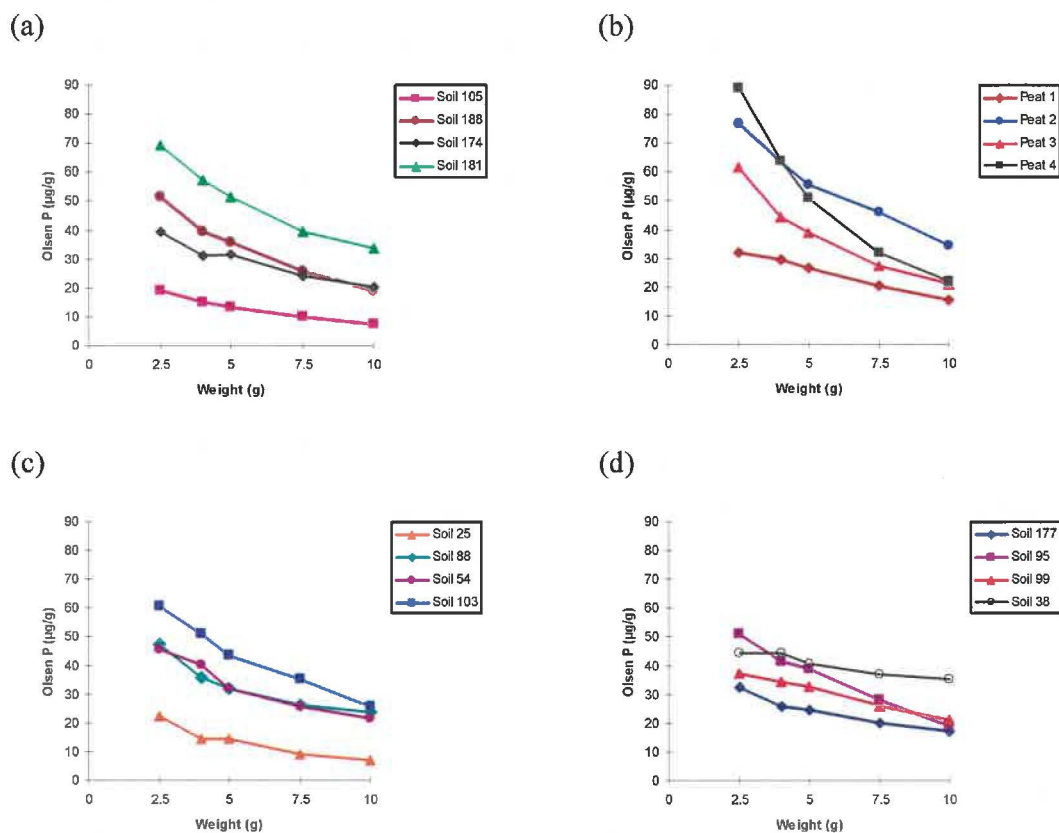 (a)
Olsen P (µg/g)
90
80
70
60
50
40
30
20
10
0
0 2.5 5 7.5 10
Weight (g)
Soil 105
Soil 188
Soil 174
Soil 181
(b)
Olsen P (µg/g)
90
80
70
60
50
40
30
20
10
0
0 2.5 5 7.5 10
Weight (g)
Peat 1
Peat 2
Peat 3
Peat 4
(c)
Olsen P (µg/g)
90
80
70
60
50
40
30
20
10
0
0 2.5 5 7.5 10
Weight (g)
Soil 25
Soil 88
Soil 54
Soil 103
(d)
Olsen P (µg/g)
90
80
70
60
50
40
30
20
10
0
0 2.5 5 7.5 10
Weight (g)
Soil 177
Soil 95
Soil 99
Soil 38